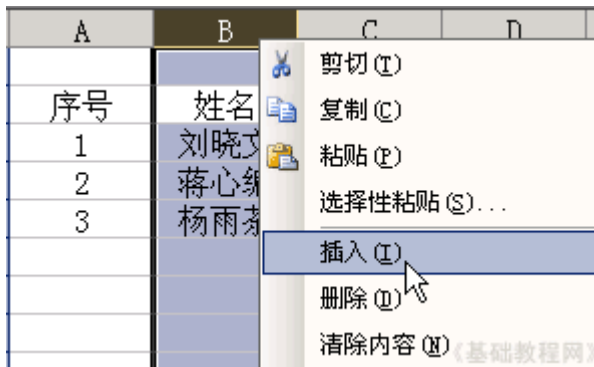 A B C D
剪切(T)
序号 姓名 复制(C)
1 刘晓文 粘贴(P)
2 蒋心
3 杨雨 选择性粘贴(S)...
插入(I)
删除(D)
清除内容(N)
《基础教程网》